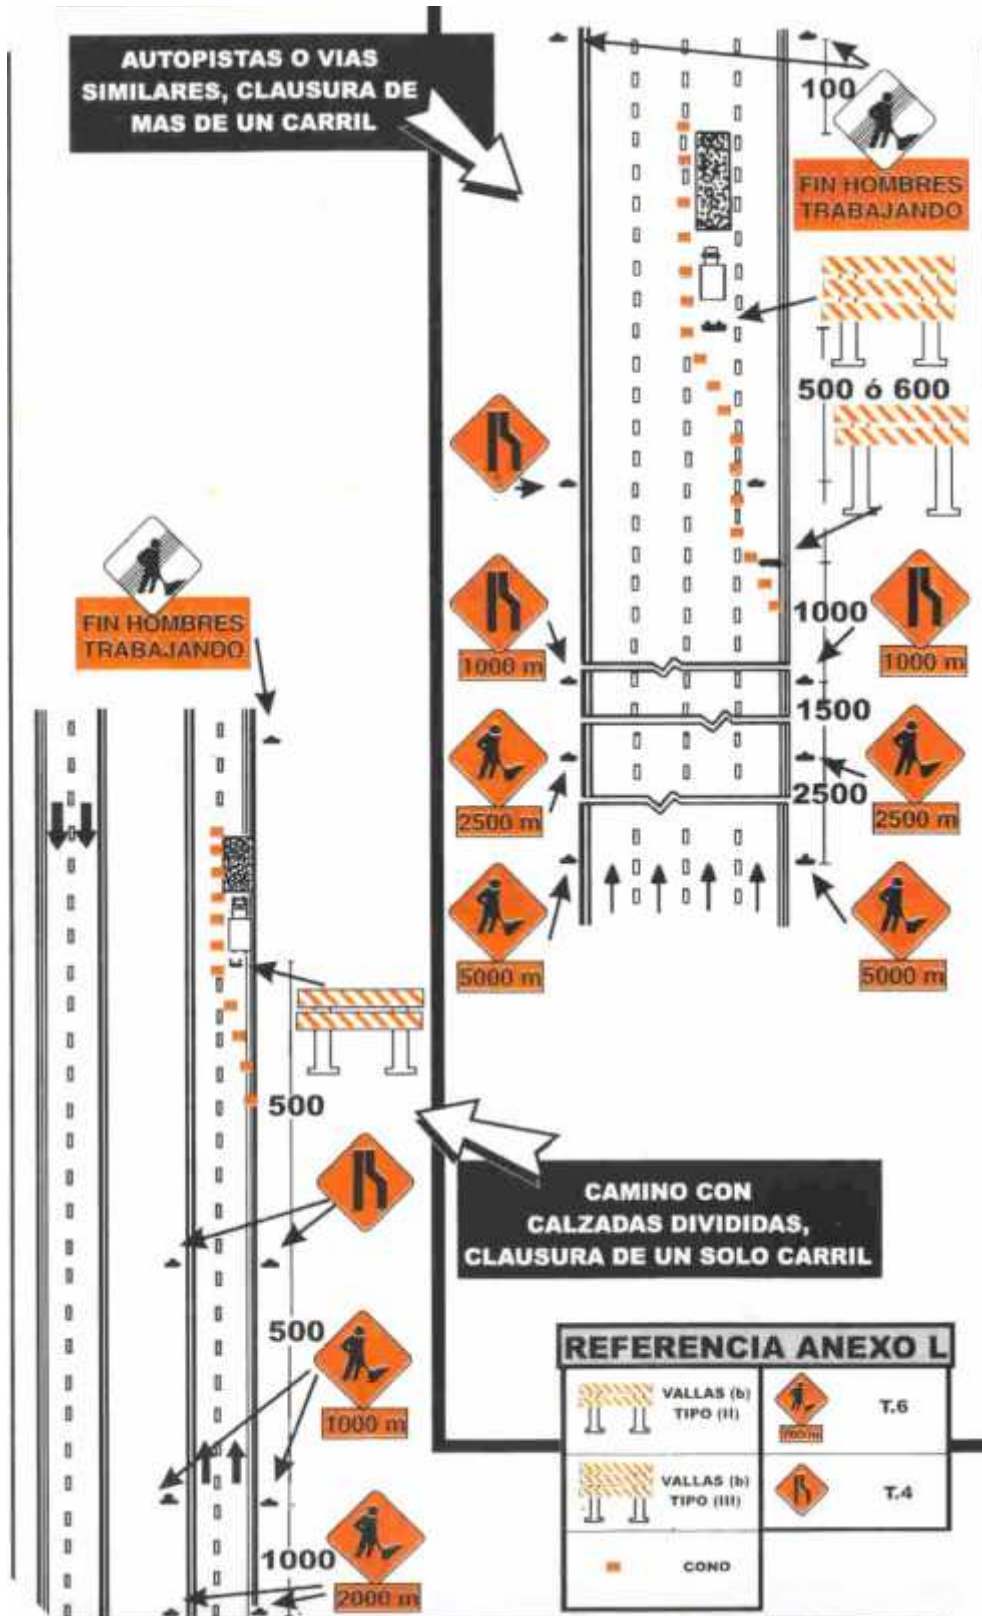 AUTOPISTAS O VIAS
SIMILARES, CLAUSURA DE
MAS DE UN CARRIL
100
FIN HOMBRES
TRABAJANDO
500 ó 600
1000
1000 m
1000 m
1500
2500 m
2500 m
2500
5000 m
5000 m
FIN HOMBRES
TRABAJANDO
500
500
1000 m
1000
2000 m
CAMINO CON
CALZADAS DIVIDIDAS,
CLAUSURA DE UN SOLO CARRIL
REFERENCIA ANEXO L
VALLAS (b)
TIPO (II)
T.6
VALLAS (b)
TIPO (III)
T.4
CONO